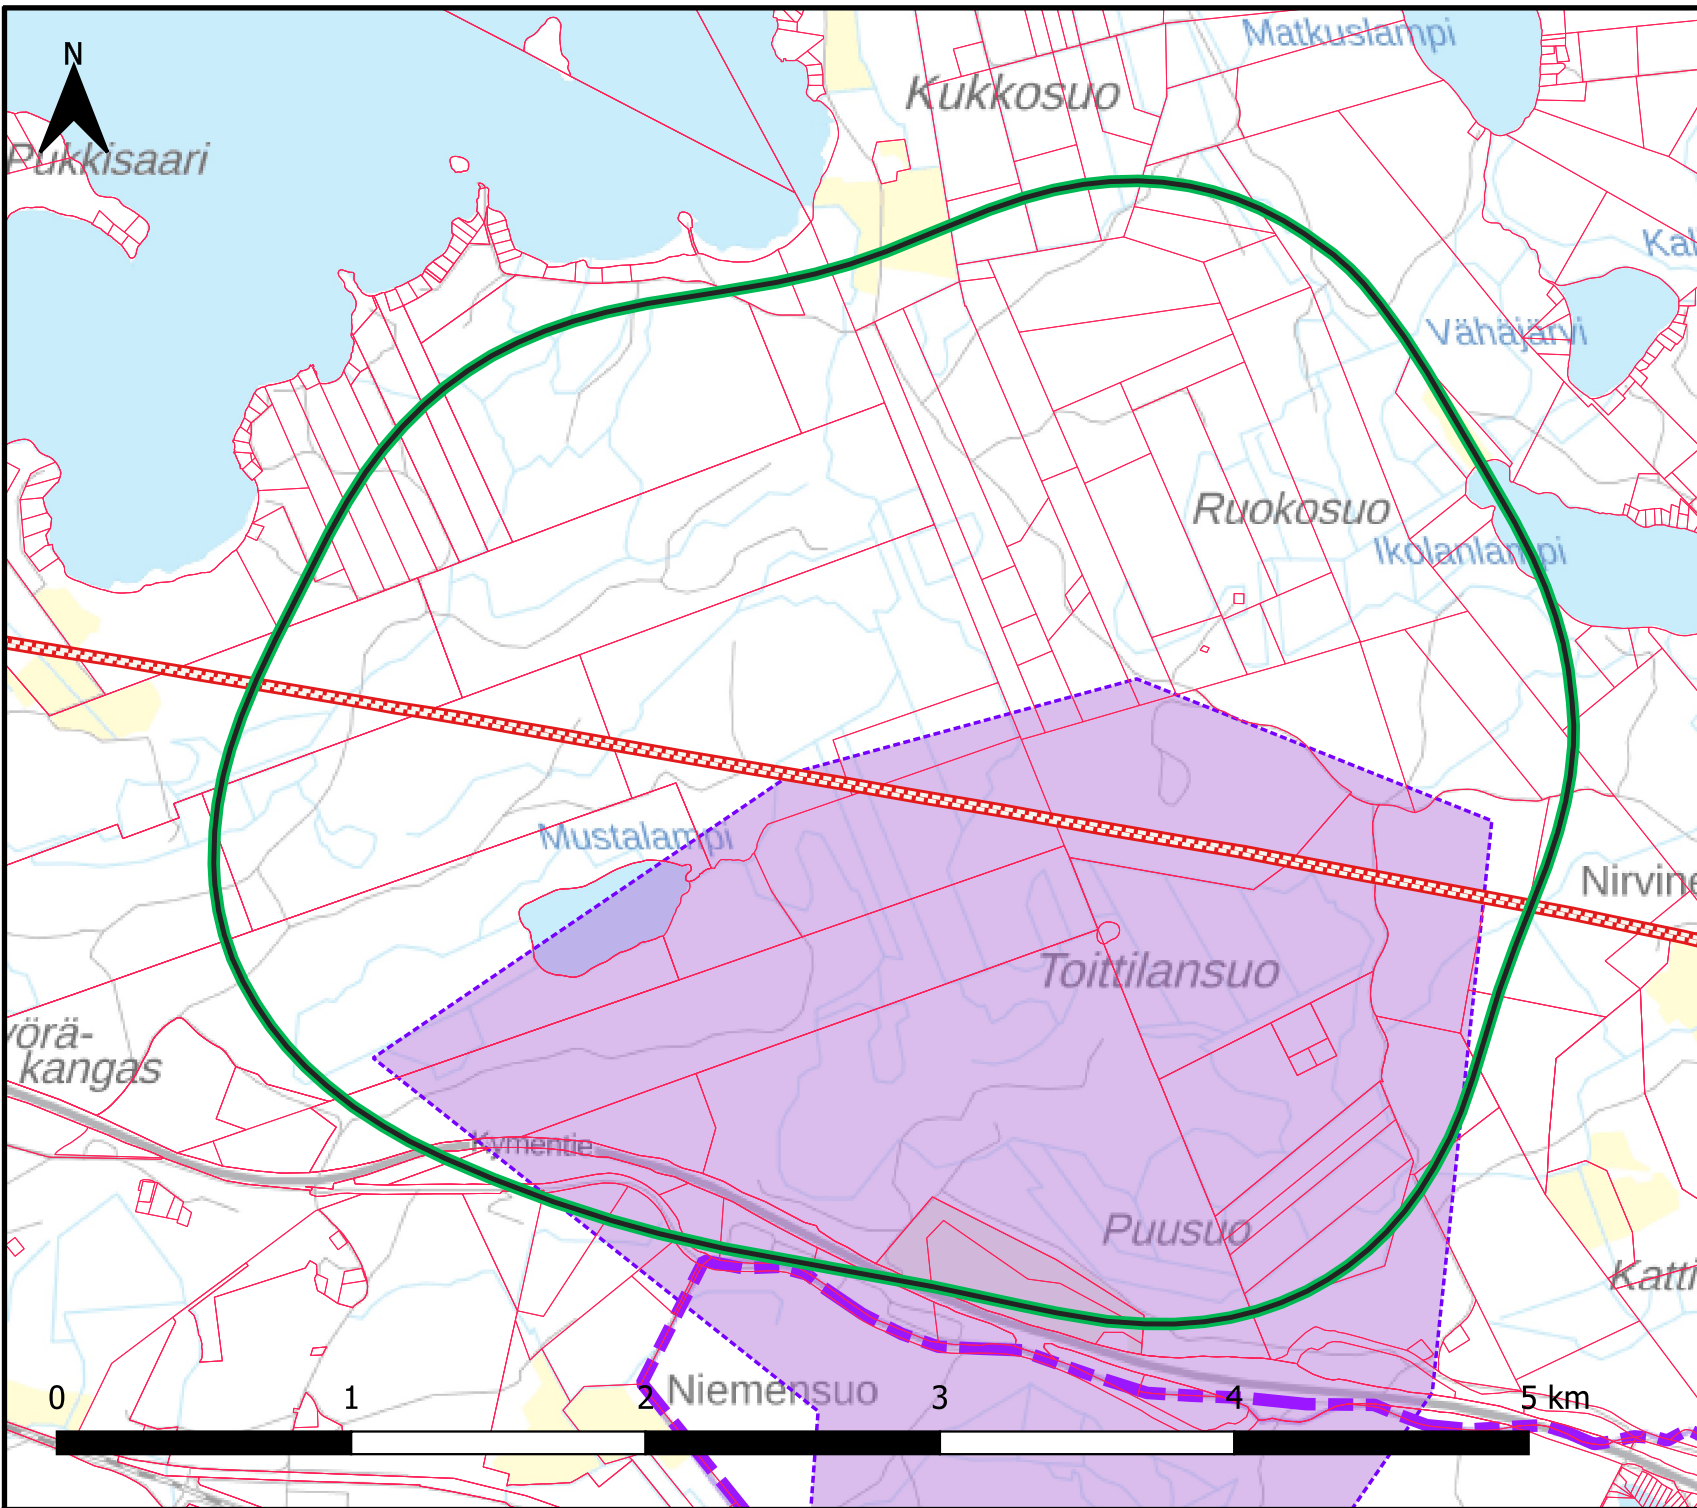 N
Matkuslampi
Kukkosuo
Pukkisaari
Vähäjärvi
Ruokosuo
Ikolanlampi
Mustalampi
Toittilansuo
yörä-
kangas
Kymentie
Puusuo
Niemensuo
0 1 2 3 4 5 km